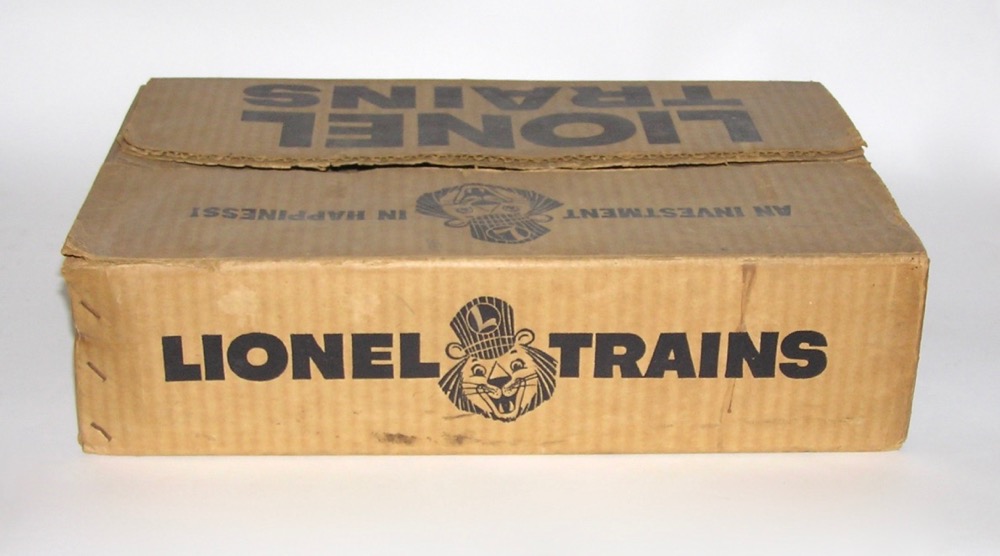 LIONEL
TRAINS
AN INVESTMENT IN HAPPINESS!
L
LIONEL TRAINS